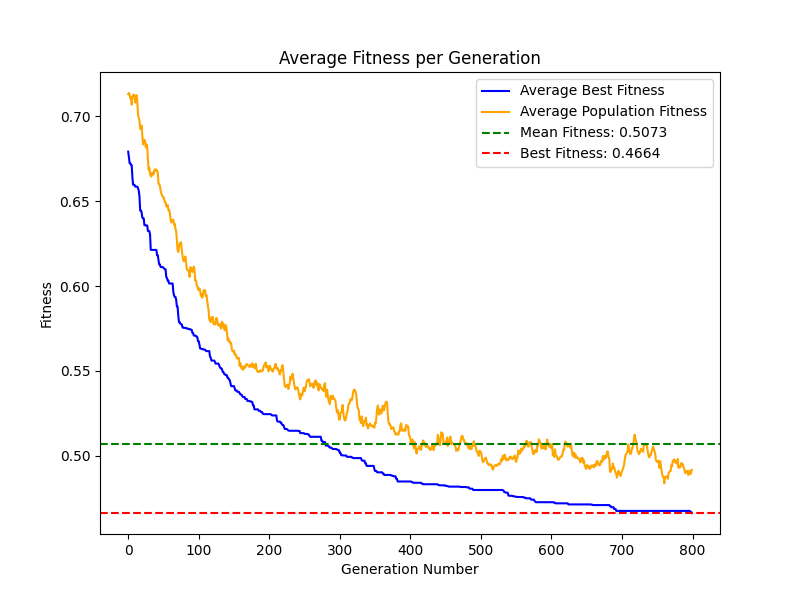 Average Fitness per Generation
Average Best Fitness
Average Population Fitness
Mean Fitness: 0.5073
Best Fitness: 0.4664
Fitness
0.70
0.65
0.60
0.55
0.50
0 100 200 300 400 500 600 700 800
Generation Number